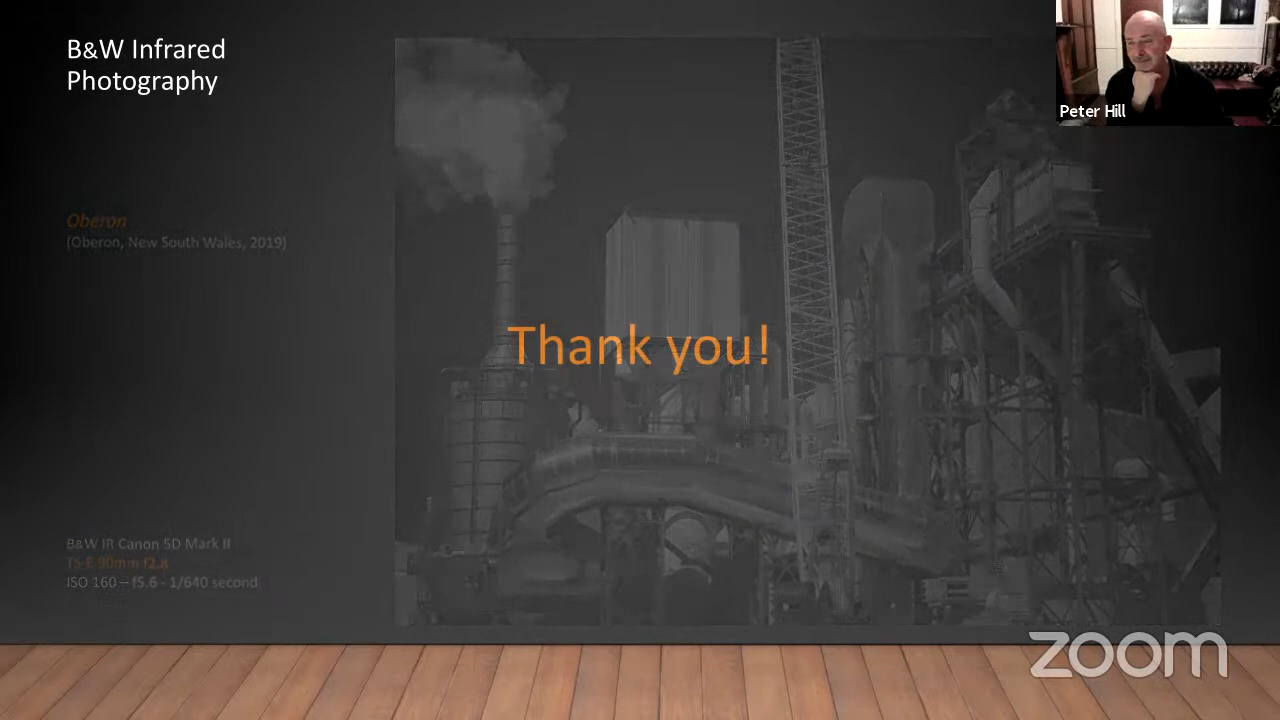 B&W Infrared
Photography
Peter Hill
Oberon
(Oberon, New South Wales, 2019)
Thank you!
B&W IR Canon 5D Mark II
TS-E 90mm f2.8
ISO 160 – f5.6 - 1/640 second
zoom